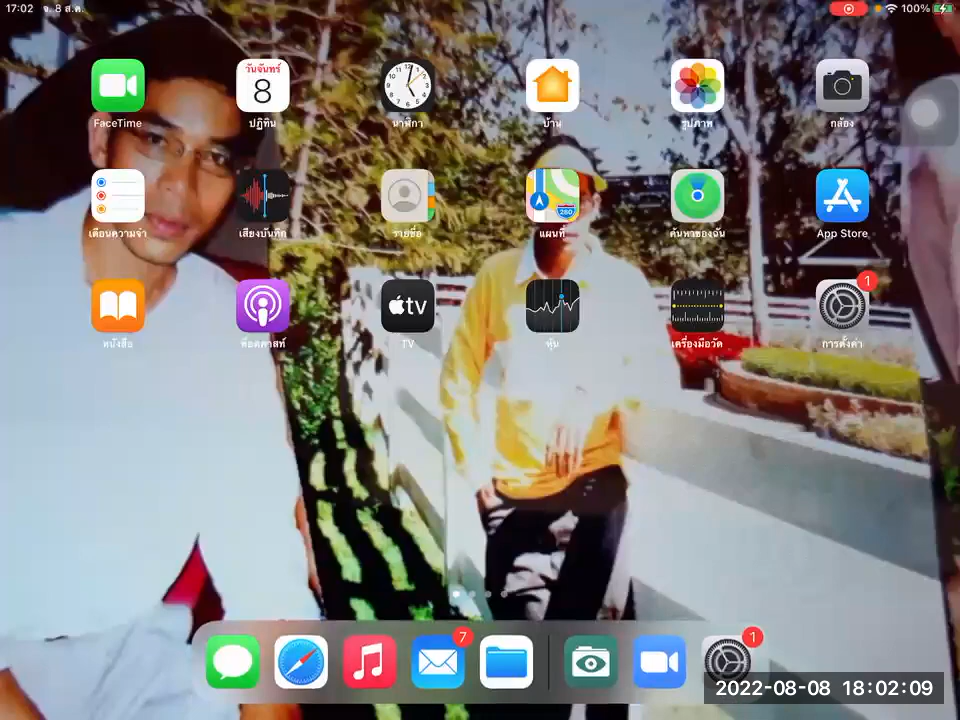 17:02 จ. 8 ส.ค. 100%
วันจันทร์
8
FaceTime ปฏิทิน นาฬิกา บ้าน รูปภาพ กล้อง
เตือนความจำ เสียงบันทึก รายชื่อ แผนที่ ค้นหาของฉัน App Store
280
tv
1
หนังสือ พ็อดคาสท์ TV หุ้น เครื่องมือวัด การตั้งค่า
7 1
2022-08-08 18:02:09